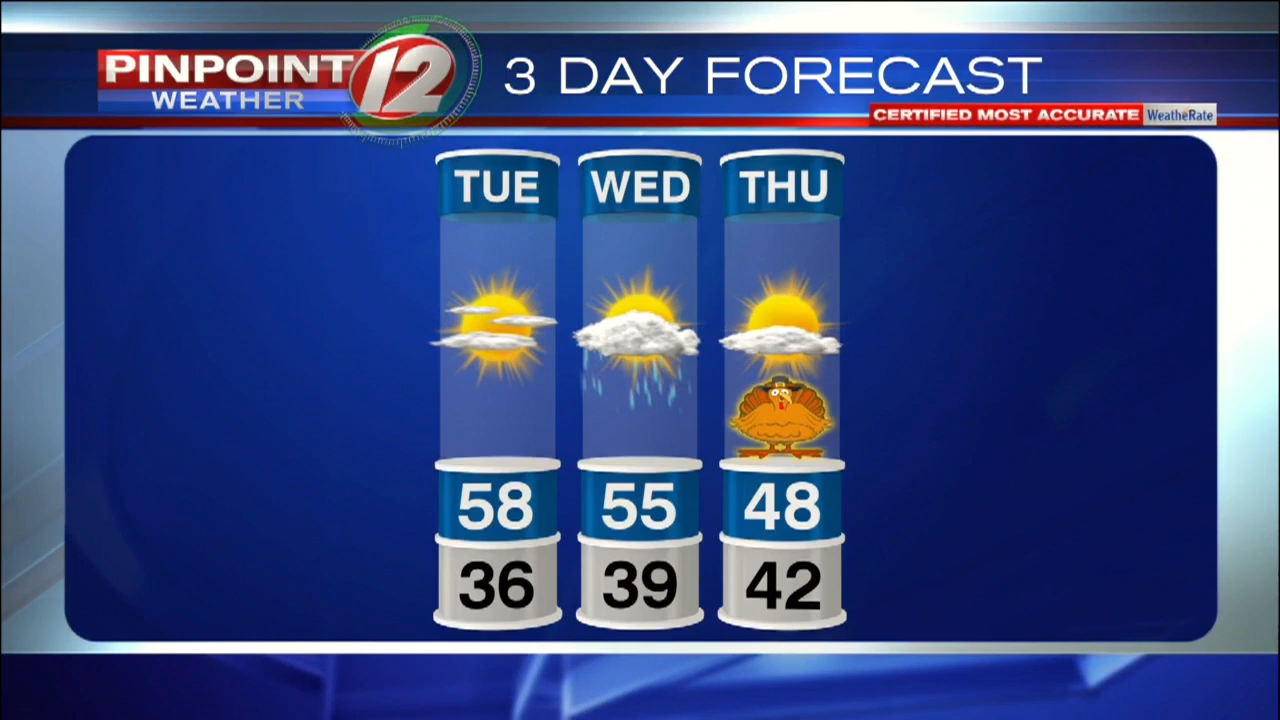 PINPOINT
WEATHER
12
3 DAY FORECAST
CERTIFIED MOST ACCURATE
WeatheRate
TUE WED THU
58 55 48
36 39 42